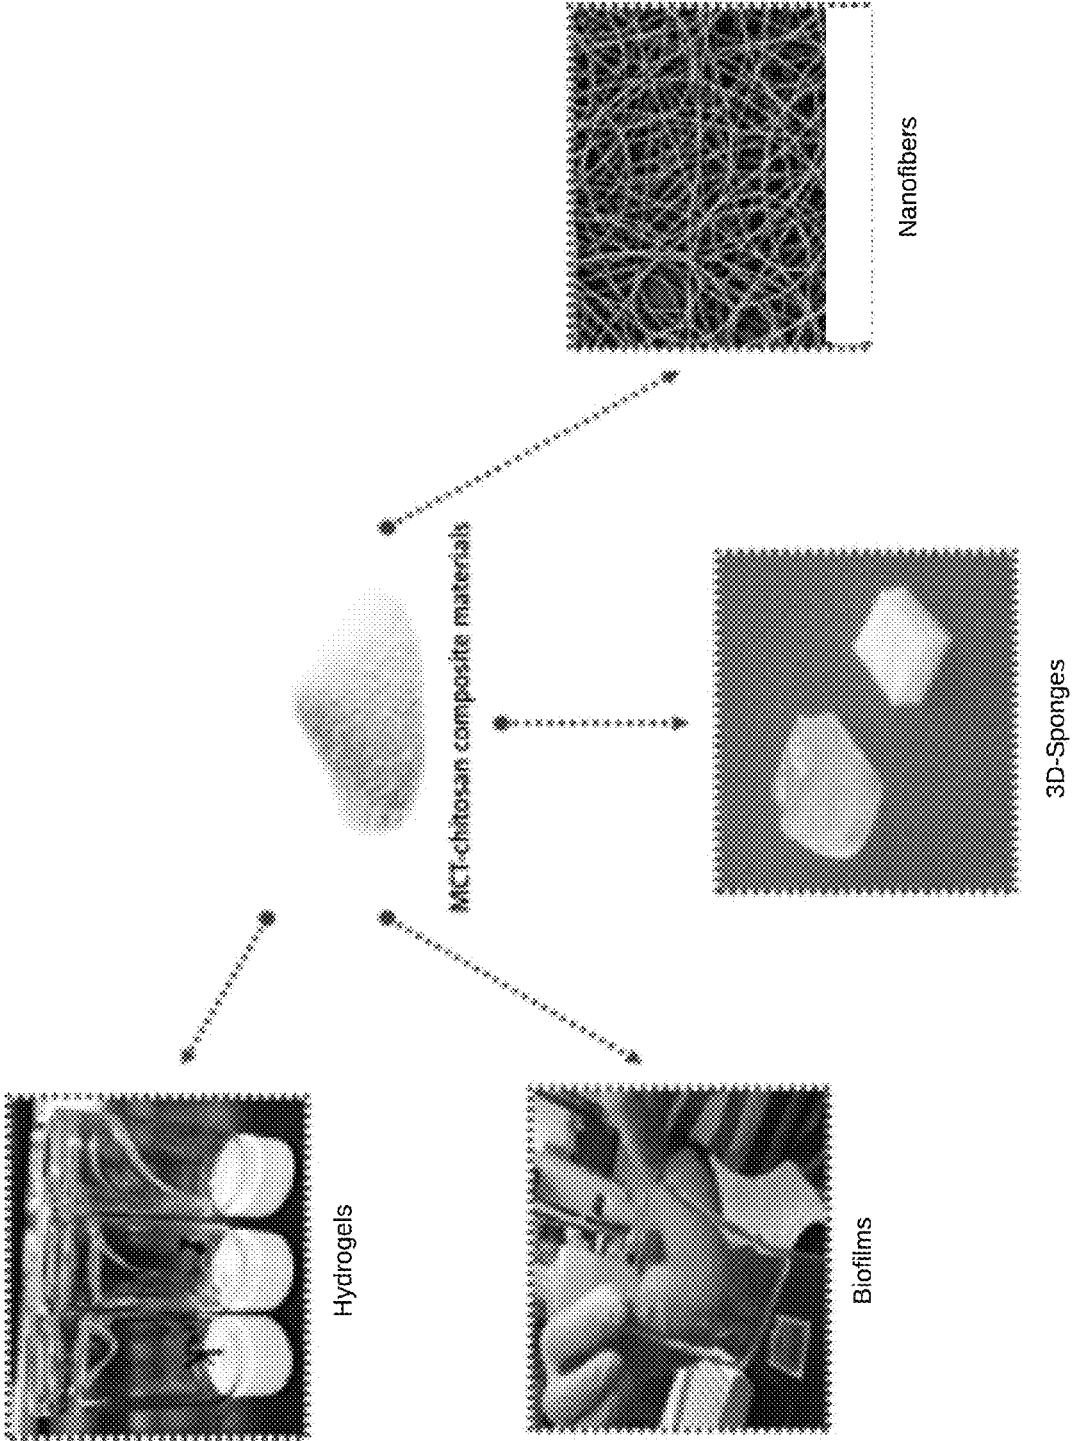 Hydrogels
MCT-chitosan composite materials
Biofilms
3D-Sponges
Nanofibers